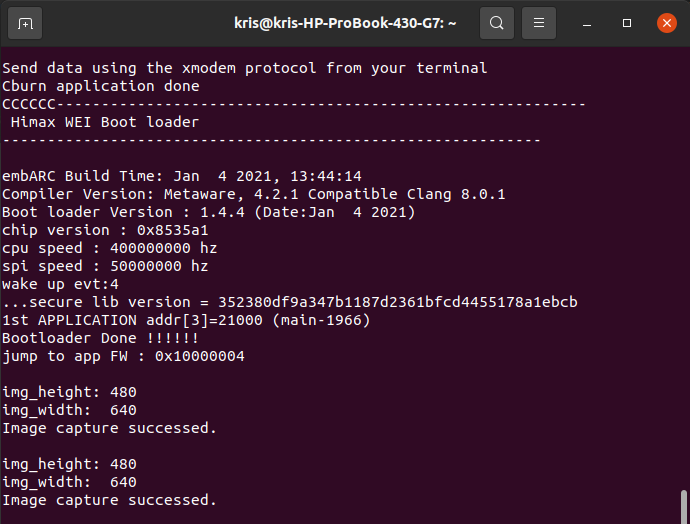 kris@kris-HP-ProBook-430-G7: ~
Send data using the xmodem protocol from your terminal
Cburn application done
CCCCCC-----------------------------------------------------------
 Himax WEI Boot loader
------------------------------------------------------------
embARC Build Time: Jan  4 2021, 13:44:14
Compiler Version: Metaware, 4.2.1 Compatible Clang 8.0.1
Boot loader Version : 1.4.4 (Date:Jan  4 2021)
chip version : 0x8535a1
cpu speed : 400000000 hz
spi speed : 50000000 hz
wake up evt:4
...secure lib version = 352380df9a347b1187d2361bfcd4455178a1ebcb
1st APPLICATION addr[3]=21000 (main-1966)
Bootloader Done !!!!!!
jump to app FW : 0x10000004
img_height: 480
img_width:  640
Image capture successed.
img_height: 480
img_width:  640
Image capture successed.